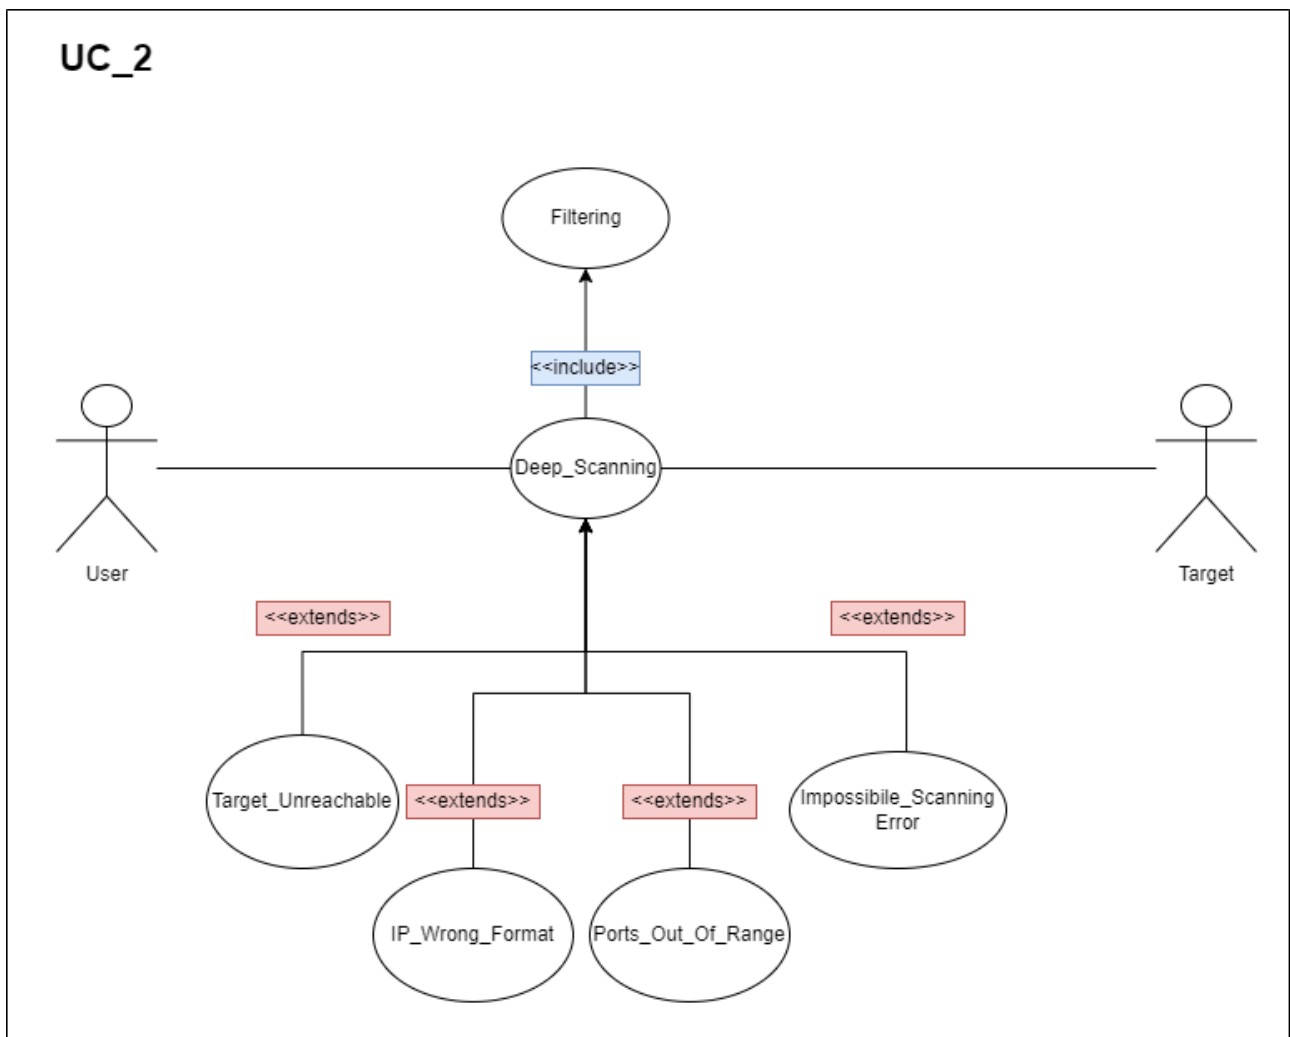 UC_2
Filtering
<<include>>
Deep_Scanning
User
Target
<<extends>>
<<extends>>
Target_Unreachable
<<extends>>
<<extends>>
Impossibile_Scanning
Error
IP_Wrong_Format
Ports_Out_Of_Range